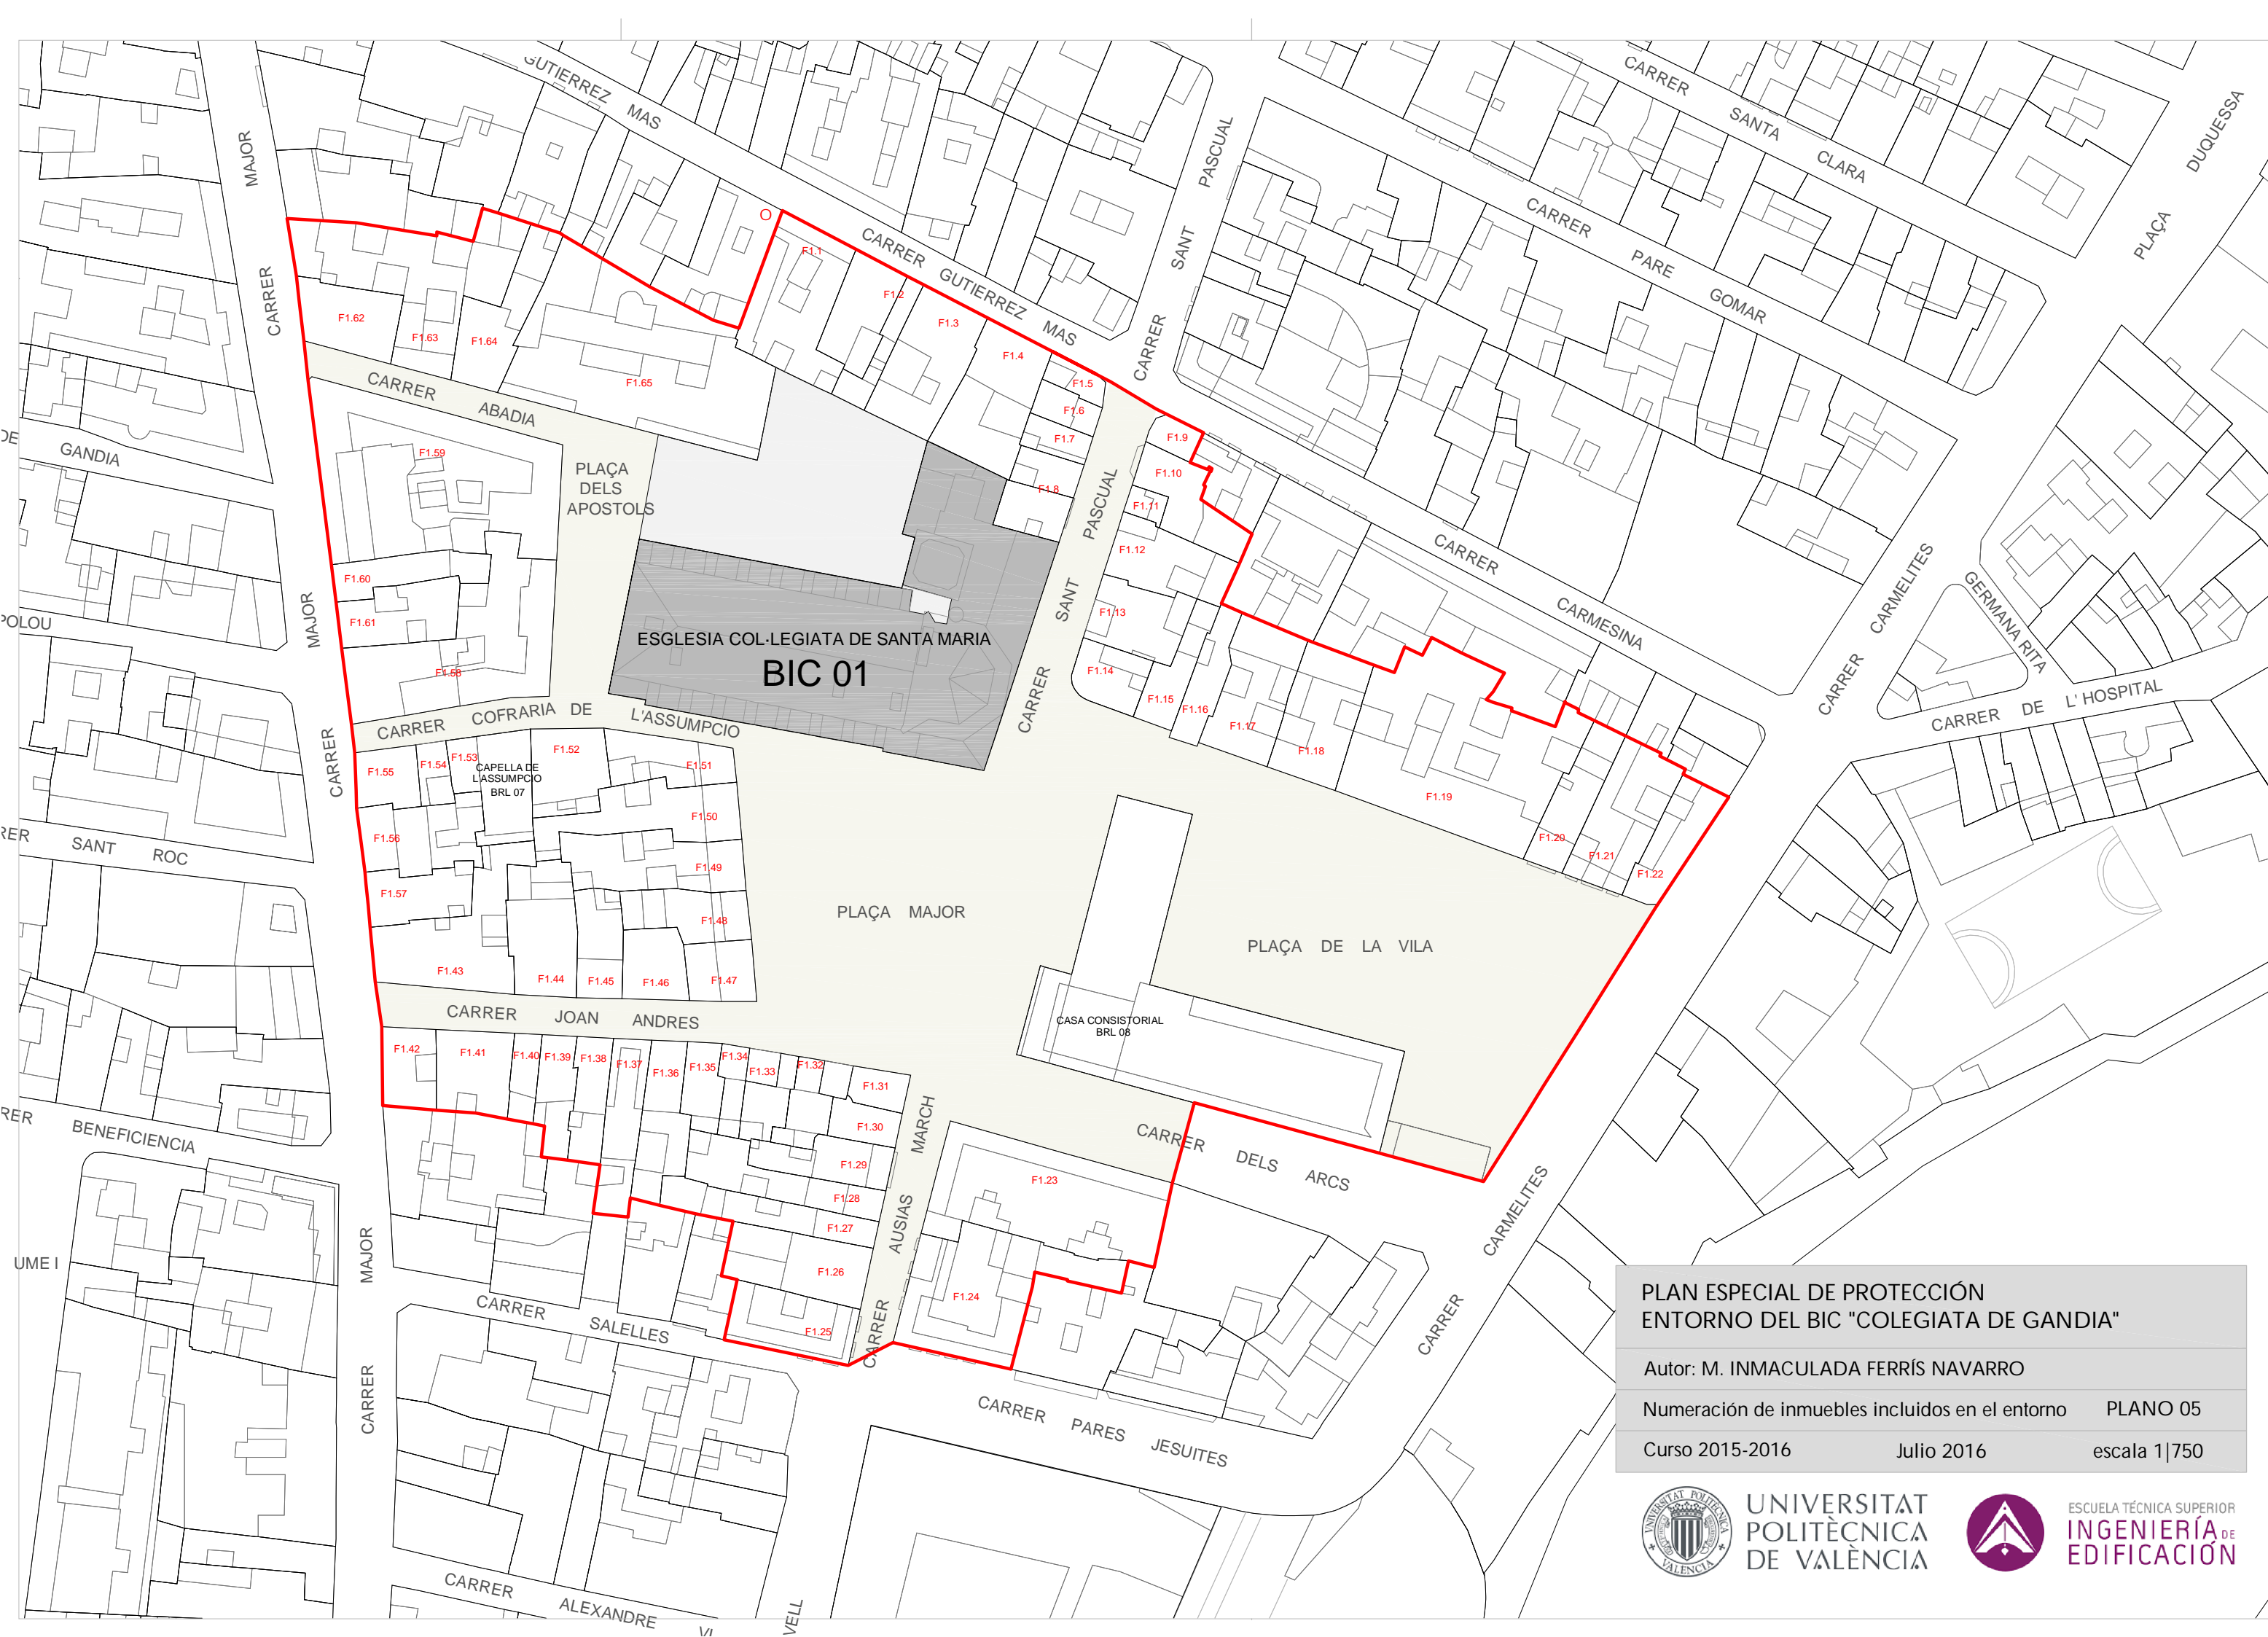 GUTIERREZ MAS
CARRER SANTA CLARA
PLAÇA DUQUESSA
CARRER MAJOR
SANT PASCUAL
CARRER
CARRER PARE GOMAR
O
F1.1
CARRER GUTIERREZ MAS
F1.2
F1.3
F1.4
F1.5
F1.6
F1.7
F1.8
F1.62
F1.63
F1.64
F1.65
CARRER ABADIA
DE GANDIA
F1.59
PLAÇA
DELS
APOSTOLS
F1.9
F1.10
F1.11
F1.12
F1.13
F1.14
F1.15
F1.16
F1.17
F1.18
F1.19
F1.20
F1.21
F1.22
CARRER SANT PASCUAL
CARRER CARMESINA
CARRER CARMELITES
GERMANA RITA
CARRER DE L' HOSPITAL
F1.60
F1.61
F1.58
POLOU
CARRER MAJOR
ESGLESIA COL·LEGIATA DE SANTA MARIA
BIC 01
CARRER COFRARIA DE L'ASSUMPCIO
F1.55
F1.54
F1.53
CAPELLA DE
L'ASSUMPCIO
BRL 07
F1.52
F1.51
F1.50
F1.49
F1.48
F1.47
F1.56
F1.57
F1.43
F1.44
F1.45
F1.46
RER SANT ROC
PLAÇA MAJOR
PLAÇA DE LA VILA
CASA CONSISTORIAL
BRL 08
CARRER JOAN ANDRES
F1.42
F1.41
F1.40
F1.39
F1.38
F1.37
F1.36
F1.35
F1.34
F1.33
F1.32
F1.31
F1.30
F1.29
F1.28
F1.27
F1.26
F1.25
F1.23
F1.24
RER BENEFICIENCIA
CARRER AUSIAS MARCH
CARRER DELS ARCS
CARRER CARMELITES
UME I
CARRER MAJOR
CARRER SALELLES
CARRER PARES JESUITES
CARRER ALEXANDRE VI
VELL
PLAN ESPECIAL DE PROTECCIÓN
ENTORNO DEL BIC "COLEGIATA DE GANDIA"
Autor: M. INMACULADA FERRÍS NAVARRO
Numeración de inmuebles incluidos en el entorno PLANO 05
Curso 2015-2016 Julio 2016 escala 1|750
UNIVERSITAT POLITÈCNICA
VALENCIA
UNIVERSITAT
POLITÈCNICA
DE VALÈNCIA
ESCUELA TÉCNICA SUPERIOR
INGENIERÍA DE
EDIFICACIÓN